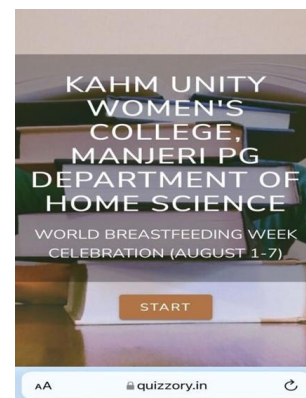 KAHM UNITY
WOMEN'S
COLLEGE,
MANJERI PG
DEPARTMENT OF
HOME SCIENCE
WORLD BREASTFEEDING WEEK
CELEBRATION (AUGUST 1-7)
START
AA quizzory.in